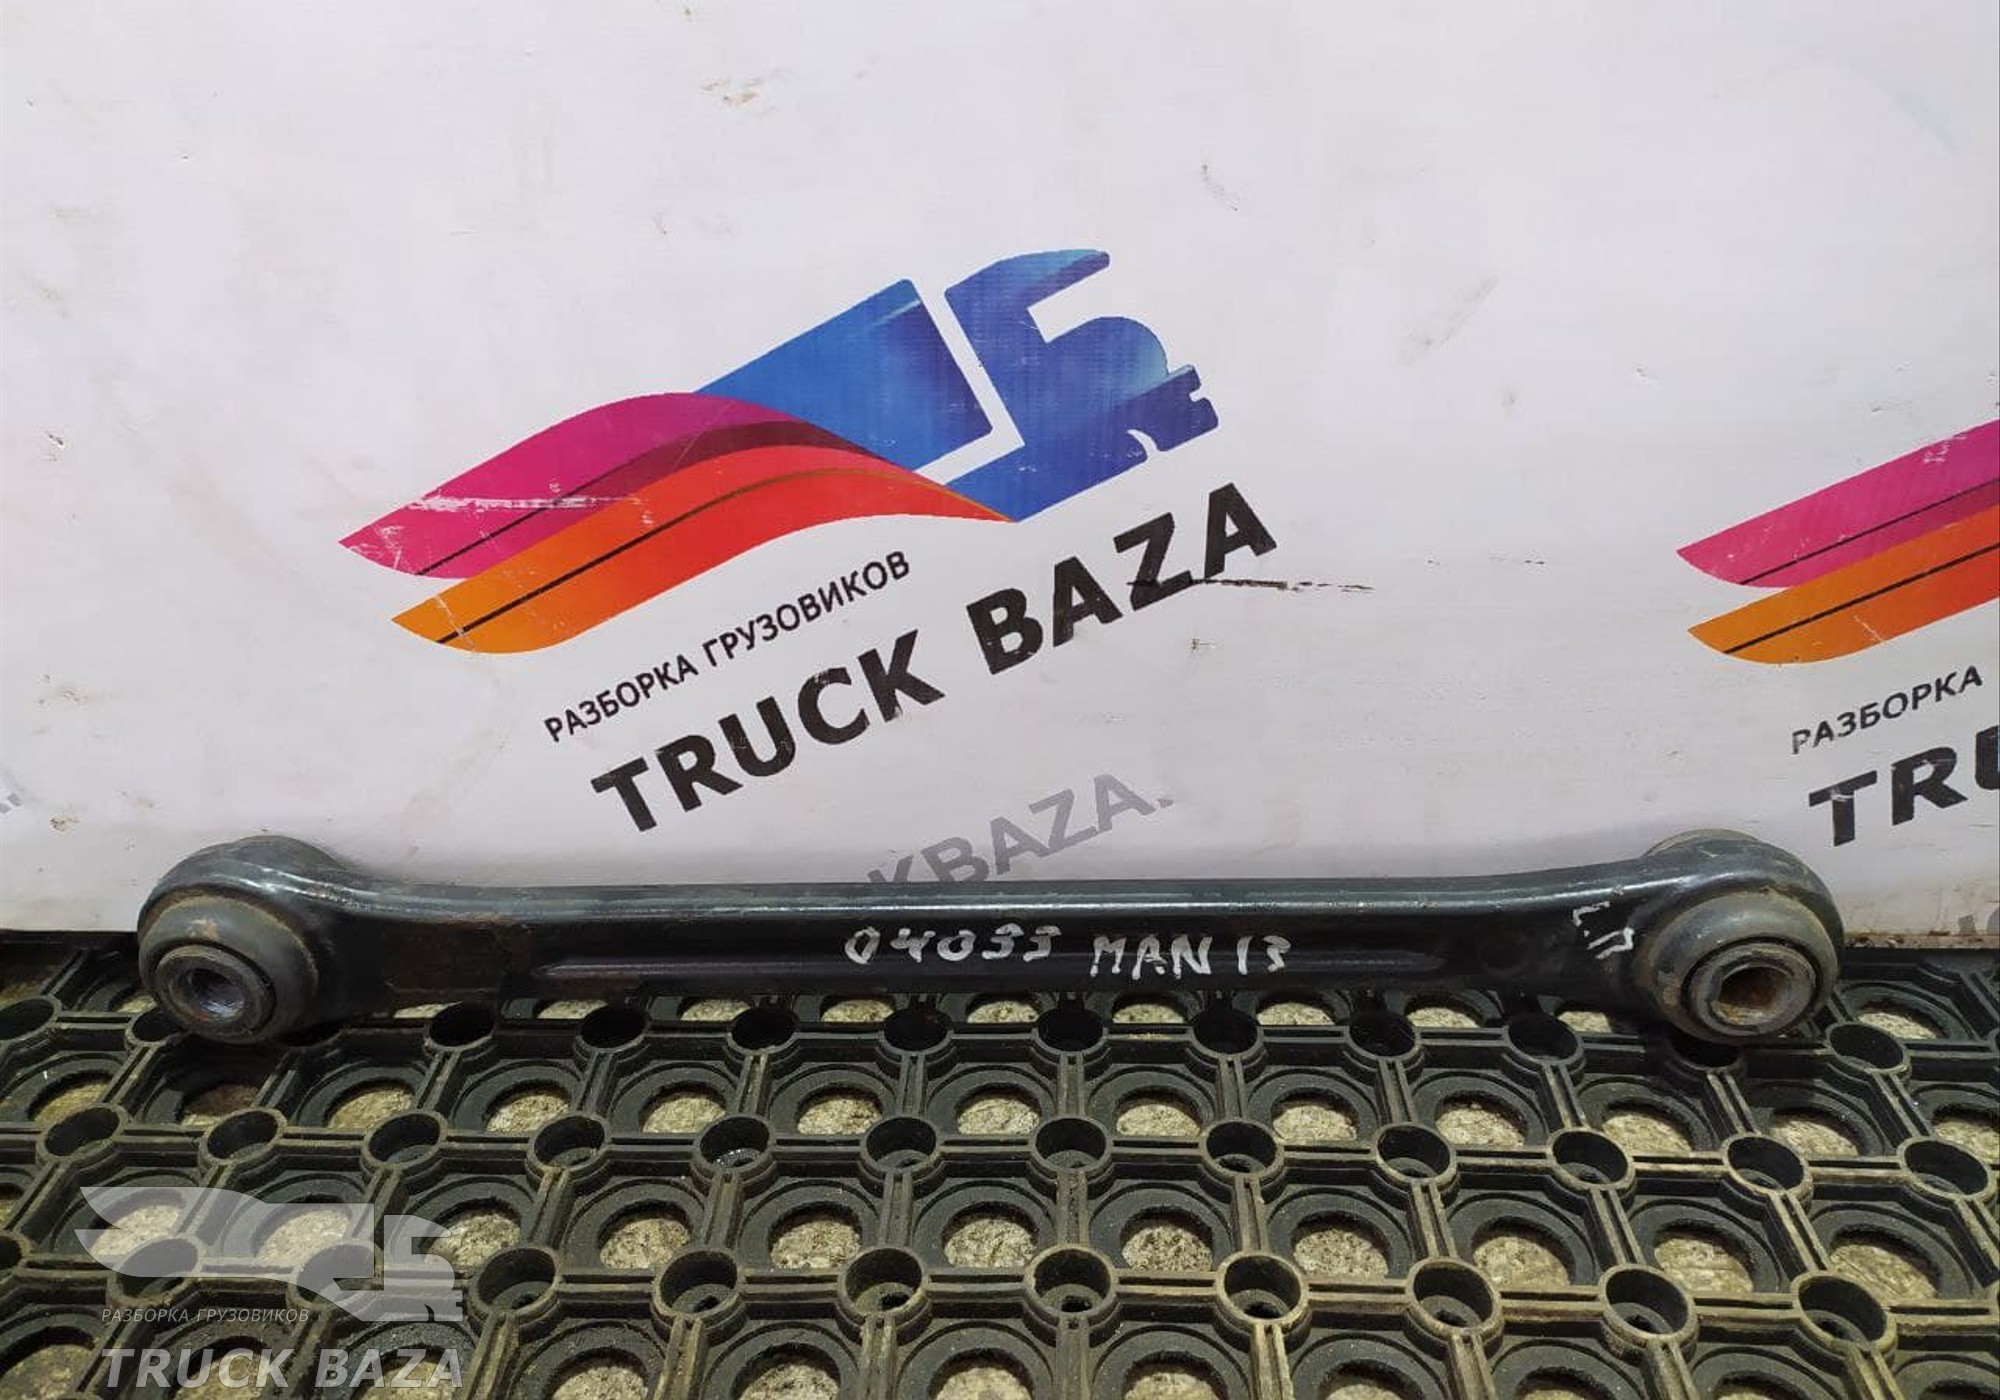 РАЗБОРКА ГРУЗОВИКОВ
TRUCK BAZA
РАЗБОРКА
TRU
KBAZA.
04033 MAN 13
L.П
РАЗБОРКА ГРУЗОВИКОВ
TRUCK BAZA